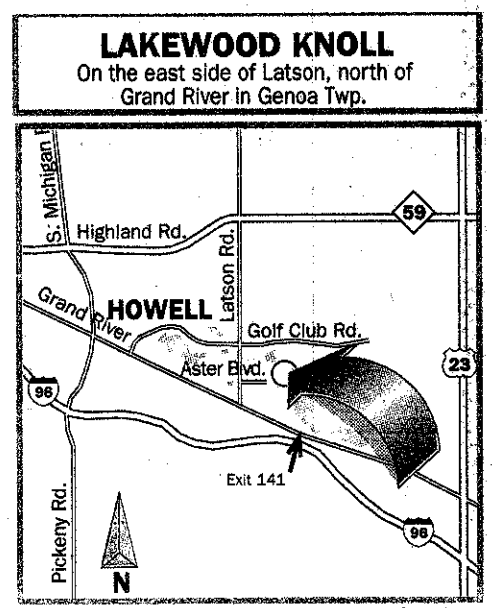 LAKEWOOD KNOLL
On the east side of Latson, north of
Grand River in Genoa Twp.
S. Michigan
59
Highland Rd.
Latson Rd.
Grand River
HOWELL
Golf Club Rd.
Aster Blvd.
23
96
Exit 141
Pickeny Rd.
96
N